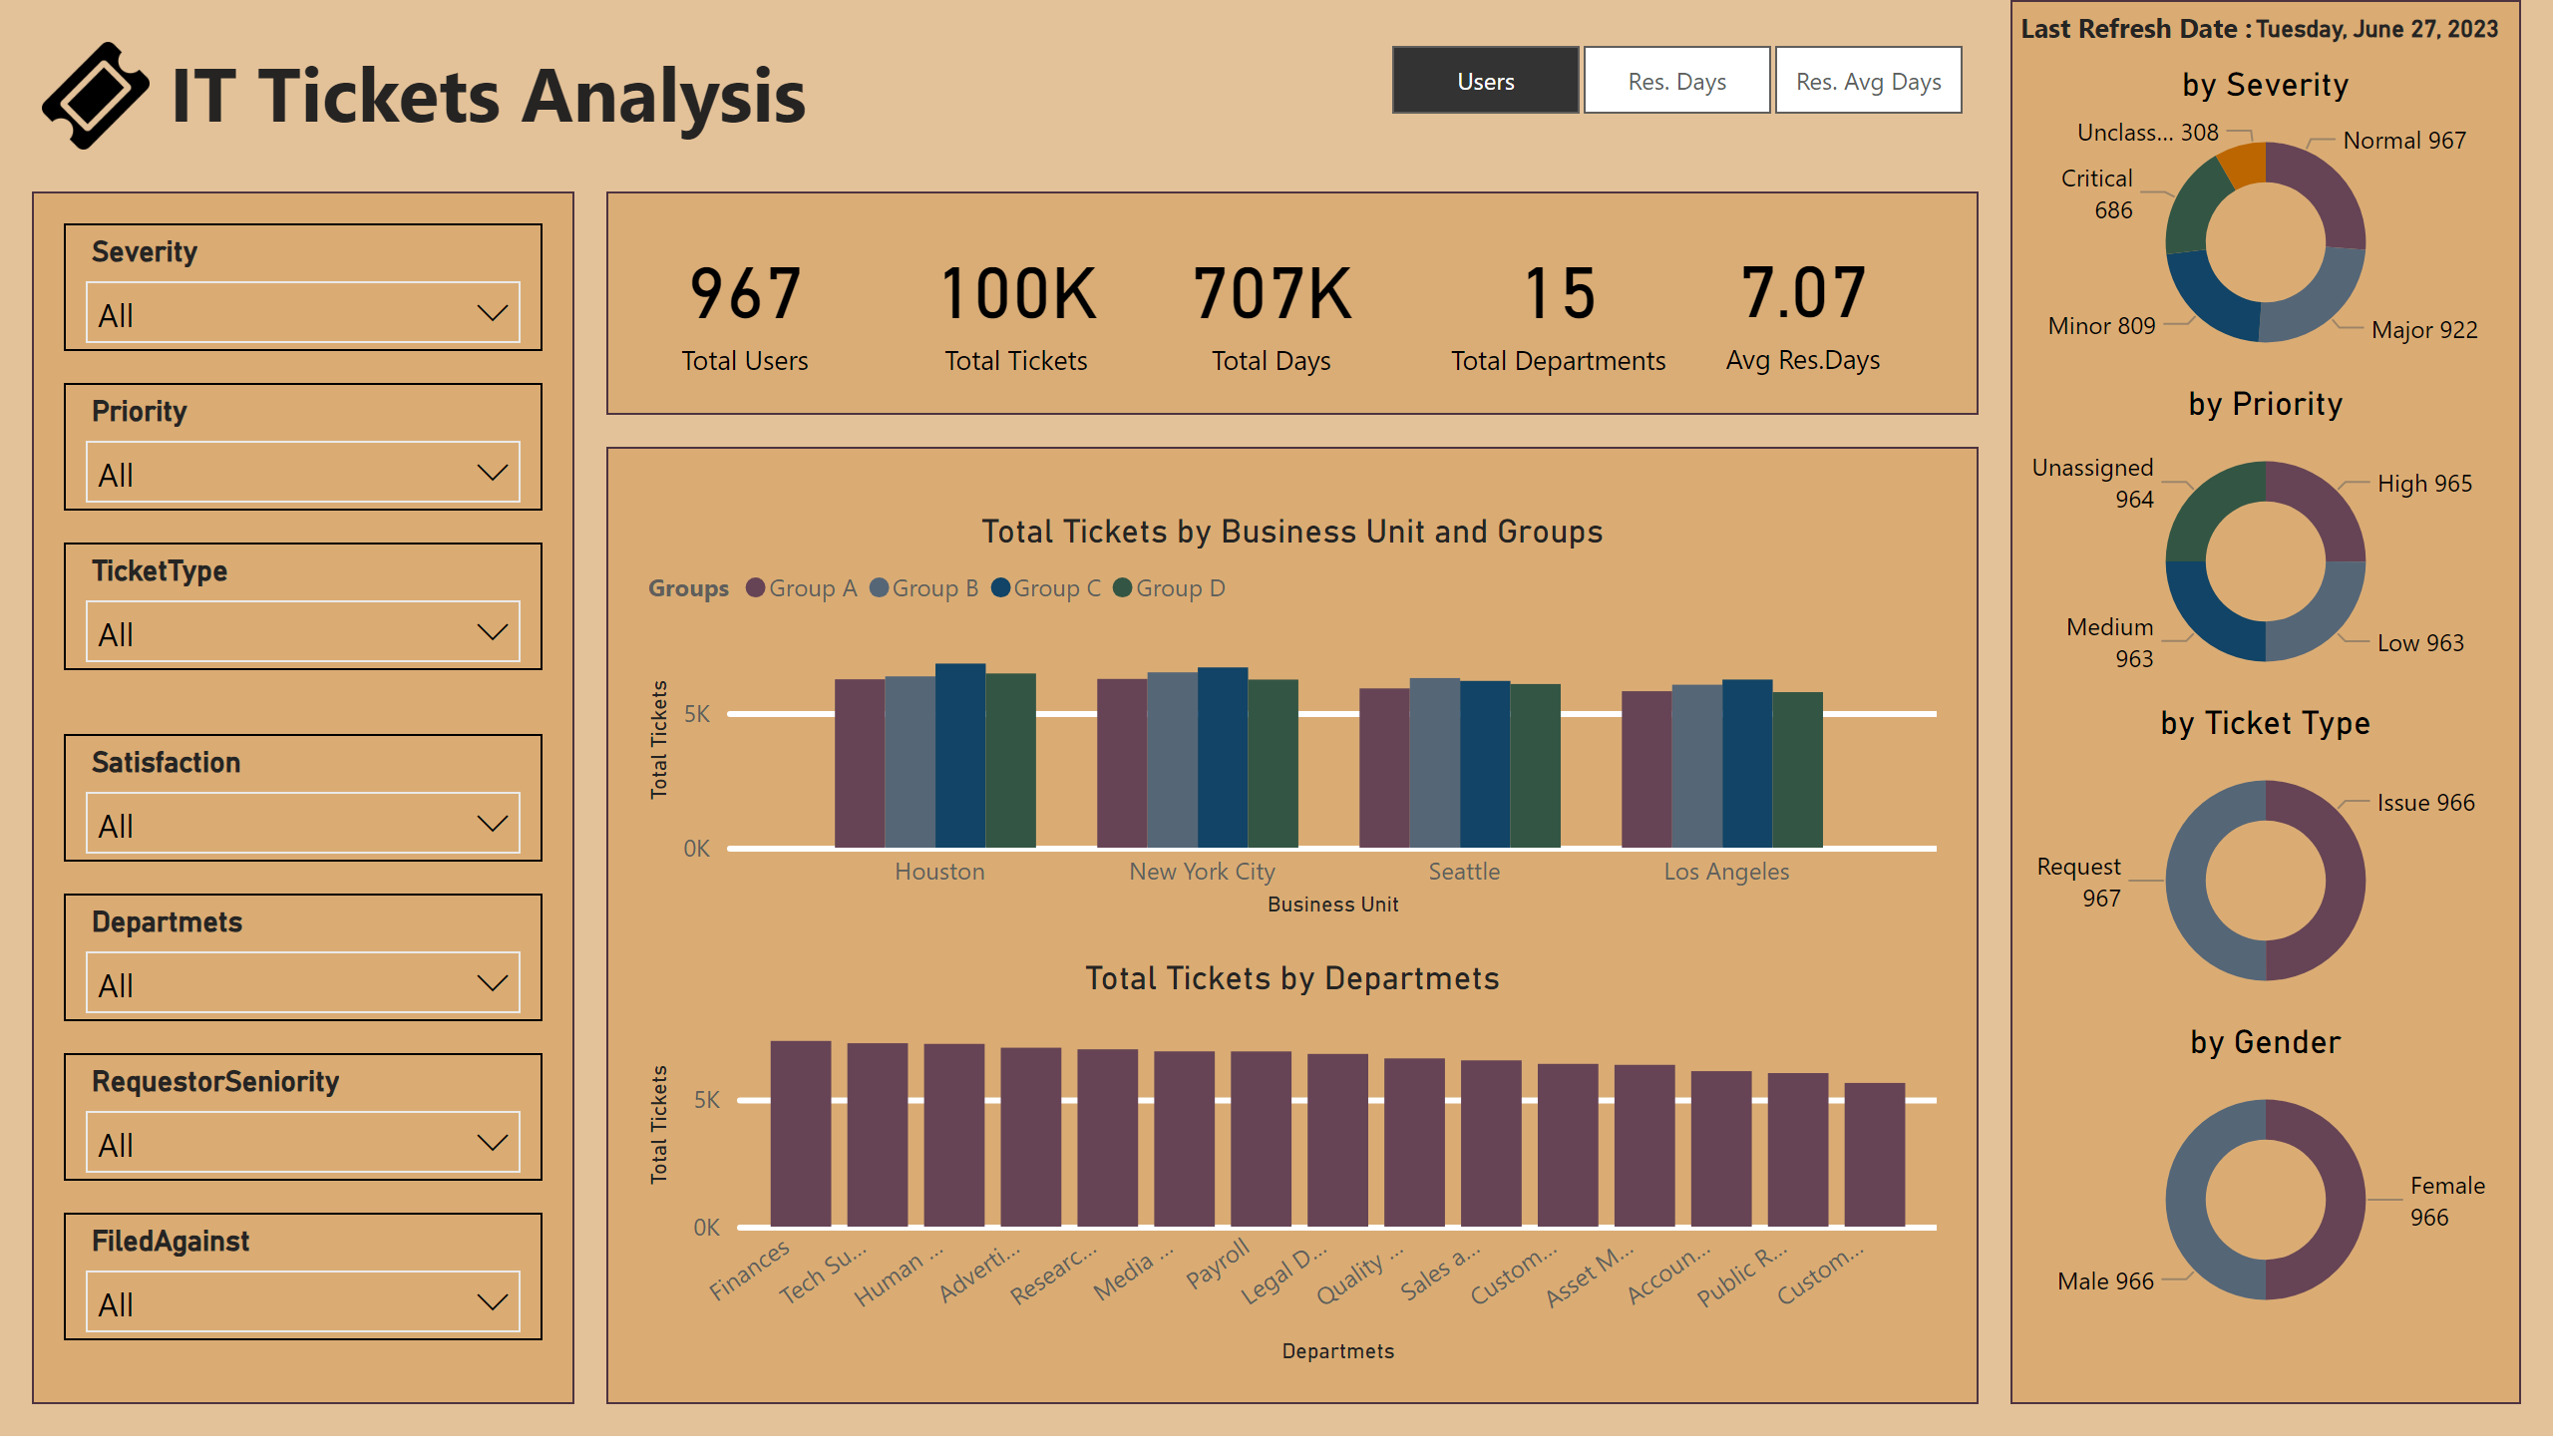 IT Tickets Analysis
Users
Res. Days
Res. Avg Days
Last Refresh Date : Tuesday, June 27, 2023
Severity
All
Priority
All
TicketType
All
Satisfaction
All
Departmets
All
RequestorSeniority
All
FiledAgainst
All
967
Total Users
100K
Total Tickets
707K
Total Days
15
Total Departments
7.07
Avg Res.Days
Total Tickets by Business Unit and Groups
Groups Group A Group B Group C Group D
Total Tickets
5K
0K
Houston
New York City
Seattle
Los Angeles
Business Unit
Total Tickets by Departmets
Total Tickets
5K
0K
Finances
Tech Su...
Human ...
Adverti...
Researc...
Media ...
Payroll
Legal D...
Quality ...
Sales a...
Custom...
Asset M...
Accoun...
Public R...
Custom...
Departmets
by Severity
Unclass... 308
Normal 967
Critical
686
Minor 809
Major 922
by Priority
Unassigned
964
High 965
Medium
963
Low 963
by Ticket Type
Issue 966
Request
967
by Gender
Female
966
Male 966